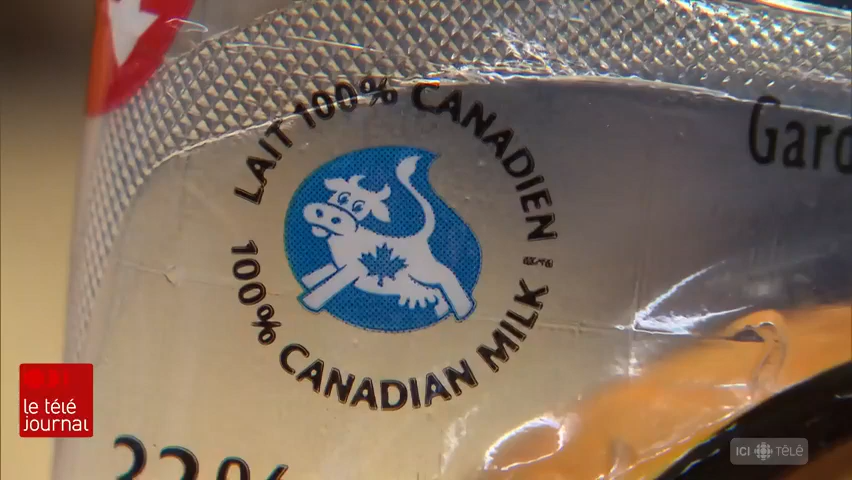 LAIT 100% CANADIEN
100% CANADIAN MILK
Gard
le télé
journal
ICI TÉLÉ